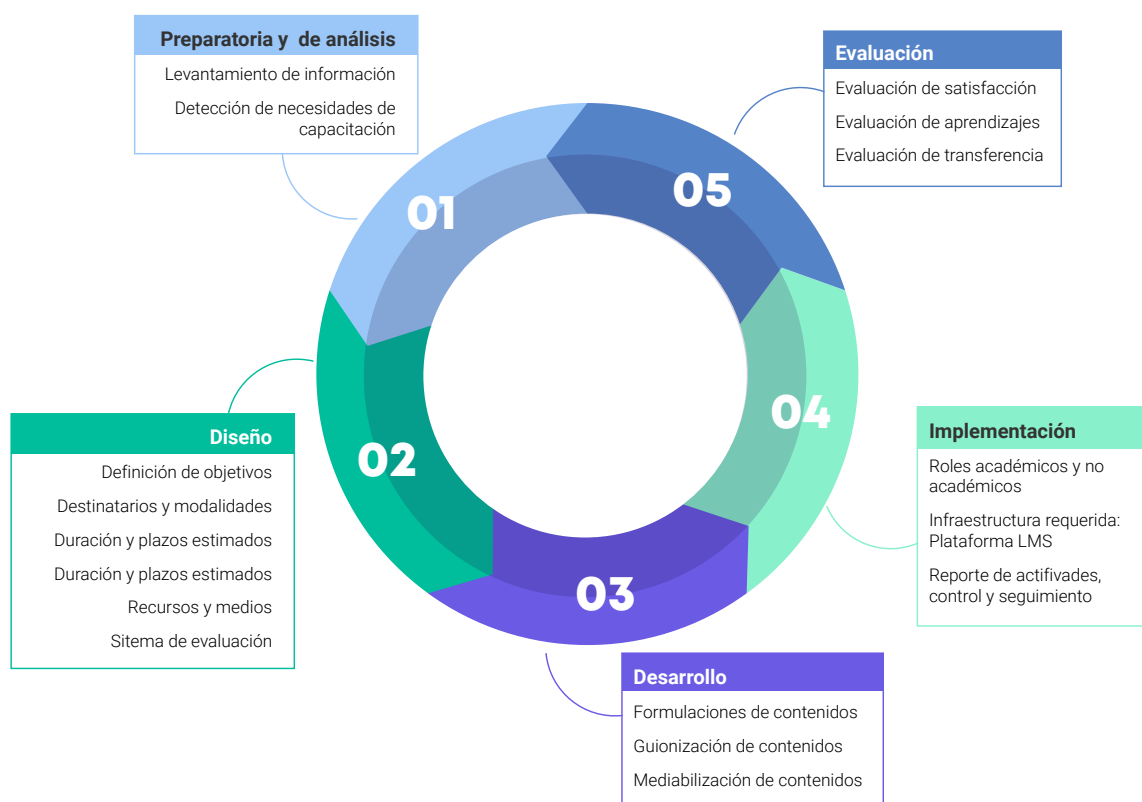 Preparatoria y de análisis
Levantamiento de información
Detección de necesidades de
capacitación
01
Diseño
Definición de objetivos
Destinatarios y modalidades
Duración y plazos estimados
Duración y plazos estimados
Recursos y medios
Sitema de evaluación
02
Desarrollo
Formulaciones de contenidos
Guionización de contenidos
Mediabilización de contenidos
03
Implementación
Roles académicos y no
académicos
Infraestructura requerida:
Plataforma LMS
Reporte de actifivades,
control y seguimiento
04
Evaluación
Evaluación de satisfacción
Evaluación de aprendizajes
Evaluación de transferencia
05